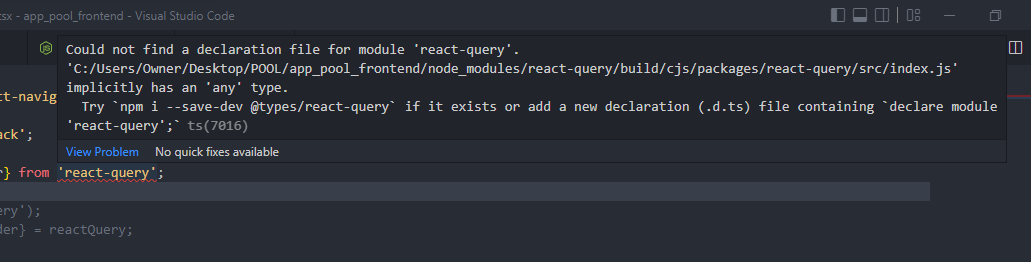 tsx - app_pool_frontend - Visual Studio Code
Could not find a declaration file for module 'react-query'.
'C:/Users/Owner/Desktop/POOL/app_pool_frontend/node_modules/react-query/build/cjs/packages/react-query/src/index.js'
implicitly has an 'any' type.
ct-navig
Try `npm i --save-dev @types/react-query` if it exists or add a new declaration (.d.ts) file containing `declare module
'react-query';` ts(7016)
ack';
View Problem No quick fixes available
r} from 'react-query';
ery');
der} = reactQuery;